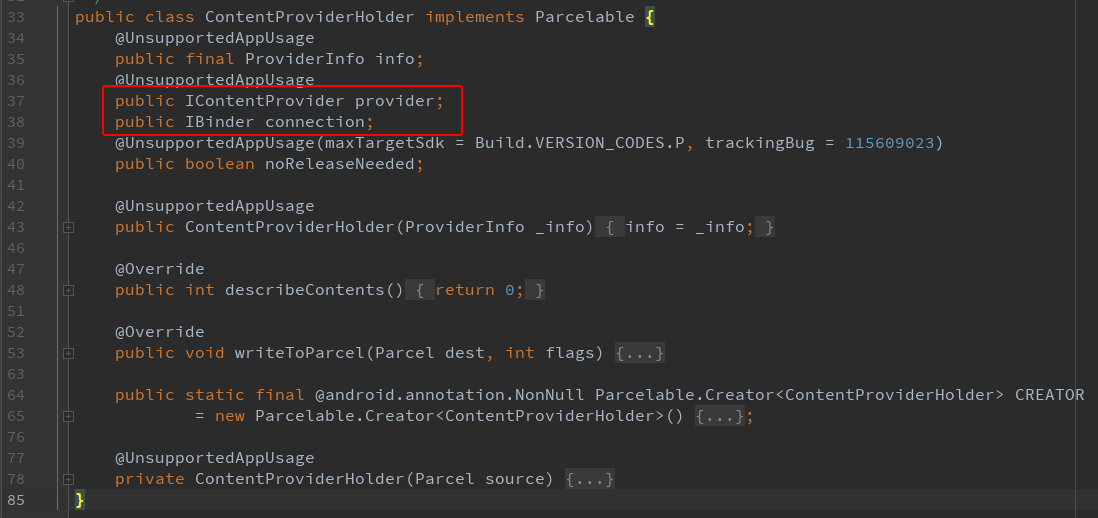 33 public class ContentProviderHolder implements Parcelable {
34 @UnsupportedAppUsage
35 public final ProviderInfo info;
36 @UnsupportedAppUsage
37 public IContentProvider provider;
38 public IBinder connection;
39 @UnsupportedAppUsage(maxTargetSdk = Build.VERSION_CODES.P, trackingBug = 115609023)
40 public boolean noReleaseNeeded;
41
42 @UnsupportedAppUsage
43 public ContentProviderHolder(ProviderInfo _info) { info = _info; }
46
47 @Override
48 public int describeContents() { return 0; }
51
52 @Override
53 public void writeToParcel(Parcel dest, int flags) {...}
63
64 public static final @android.annotation.NonNull Parcelable.Creator<ContentProviderHolder> CREATOR
65 = new Parcelable.Creator<ContentProviderHolder>() {...};
76
77 @UnsupportedAppUsage
78 private ContentProviderHolder(Parcel source) {...}
85 }